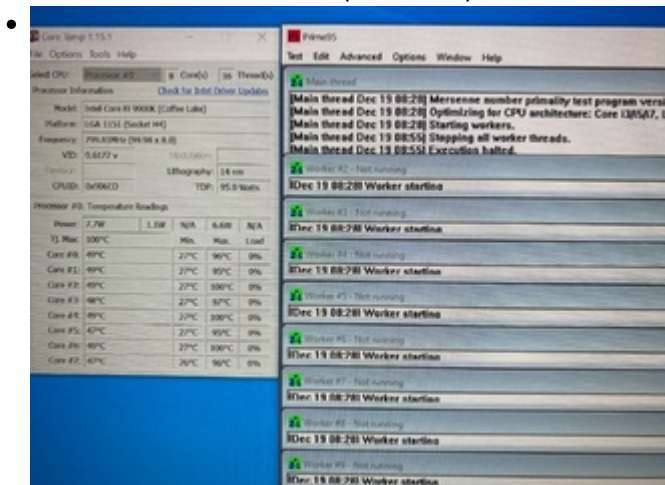 Core Temp 1.15.1
File Options Tools Help
Select CPU: Processor #0 8 Core(s) 16 Thread(s)
Processor Information Check for Intel Driver Updates
Model: Intel Core i9 9900K (Coffee Lake)
Platform: LGA 1151 (Socket H4)
Frequency:
VID: 0.6177 v Modulation:
Revision: Lithography: 14 nm
CPUID: 0x906ED TDP: 95.0 Watts
Processor #0: Temperature Readings
Power: 7.7W N/A N/A
Tj. Max: 100°C Min. Max. Load
Core #0: 49°C 27°C 96°C 0%
Core #1: 49°C 27°C 95°C 0%
Core #2: 49°C 27°C 100°C 0%
Core #3: 48°C 27°C 97°C 0%
Core #4: 49°C 27°C 100°C 0%
Core #5: 47°C 27°C 95°C 0%
Core #6: 49°C 27°C 100°C 0%
Core #7: 47°C 26°C 96°C 0%
Prime95
Test Edit Advanced Options Window Help
Main thread
[Main thread Dec 19 08:28] Mersenne number primality test program vers
[Main thread Dec 19 08:28] Optimizing for CPU architecture: Core i3/i5/i7,
[Main thread Dec 19 08:28] Starting workers.
[Main thread Dec 19 08:55] Stopping all worker threads.
[Main thread Dec 19 08:55] Execution halted.
Worker #2 - Not running
[Dec 19 08:28] Worker starting
Worker #3 - Not running
[Dec 19 08:28] Worker starting
Worker #4 - Not running
[Dec 19 08:28] Worker starting
Worker #5 - Not running
[Dec 19 08:28] Worker starting
Worker #6 - Not running
[Dec 19 08:28] Worker starting
Worker #7 - Not running
[Dec 19 08:28] Worker starting
Worker #8 - Not running
[Dec 19 08:28] Worker starting
Worker #9 - Not running
[Dec 19 08:28] Worker starting